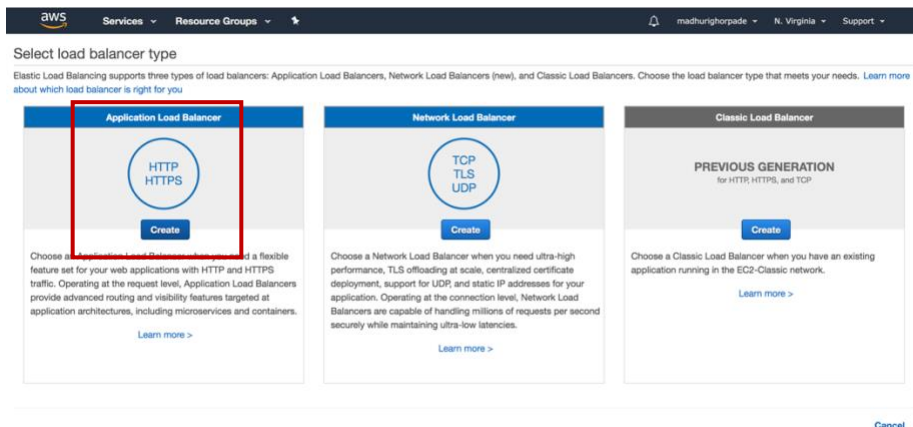 aws Services Resource Groups madhurighorpade N. Virginia Support
Select load balancer type
Elastic Load Balancing supports three types of load balancers: Application Load Balancers, Network Load Balancers (new), and Classic Load Balancers. Choose the load balancer type that meets your needs. Learn more
about which load balancer is right for you
Application Load Balancer
HTTP
HTTPS
Create
Choose an Application Load Balancer when you need a flexible
feature set for your web applications with HTTP and HTTPS
traffic. Operating at the request level, Application Load Balancers
provide advanced routing and visibility features targeted at
application architectures, including microservices and containers.
Learn more >
Network Load Balancer
TCP
TLS
UDP
Create
Choose a Network Load Balancer when you need ultra-high
performance, TLS offloading at scale, centralized certificate
deployment, support for UDP, and static IP addresses for your
application. Operating at the connection level, Network Load
Balancers are capable of handling millions of requests per second
securely while maintaining ultra-low latencies.
Learn more >
Classic Load Balancer
PREVIOUS GENERATION
for HTTP, HTTPS, and TCP
Create
Choose a Classic Load Balancer when you have an existing
application running in the EC2-Classic network.
Learn more >
Cancel